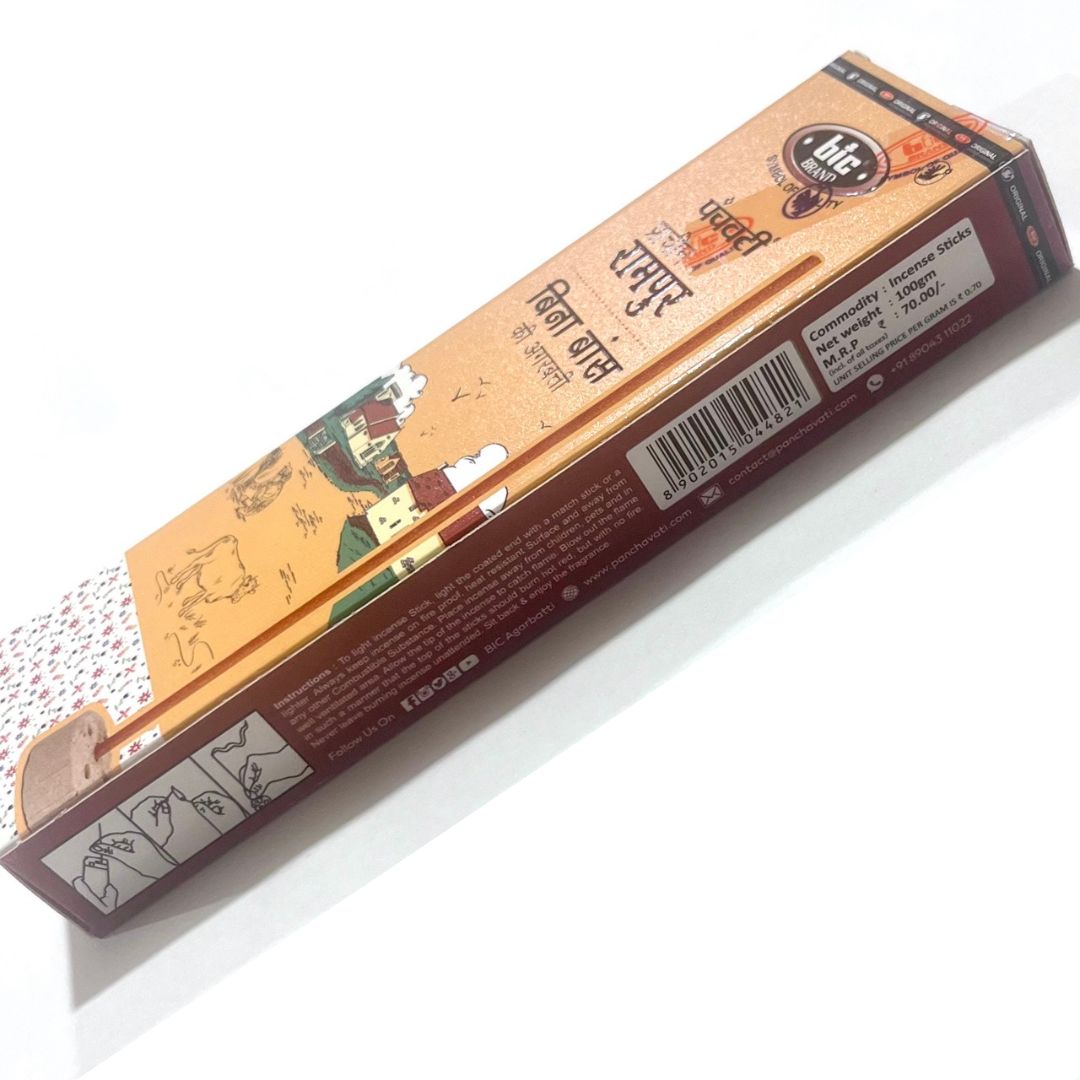 ORIGINAL ORIGINAL ORIGINAL ORIGINAL
bic
BRAND
पंचवटी
रामपुर
बिना बांस
की अगरबत्ती
ORIGINAL
ORIGINAL
Commodity : Incense Sticks
Net weight : 100gm
M.R.P ₹ : 70.00/-
(incl. of all taxes)
UNIT SELLING PRICE PER GRAM IS ₹ 0.70
8 902015 044821
+91 89043 11022
contact@panchavati.com
www.panchavati.com
Instructions : To light incense Stick, light the coated end with a match stick or a
lighter. Always keep incense on fire proof, heat resistant Surface and away from
any other Combustible Substance. Place incense away from children, pets and in
well ventilated area. Allow the tip of the incense to catch flame. Blow out the flame
in such a manner that the top of the sticks should burn hot red, but with no fire.
Never leave burning incense unattended. Sit back & enjoy the fragrance.
Follow Us On
BIC Agarbatti